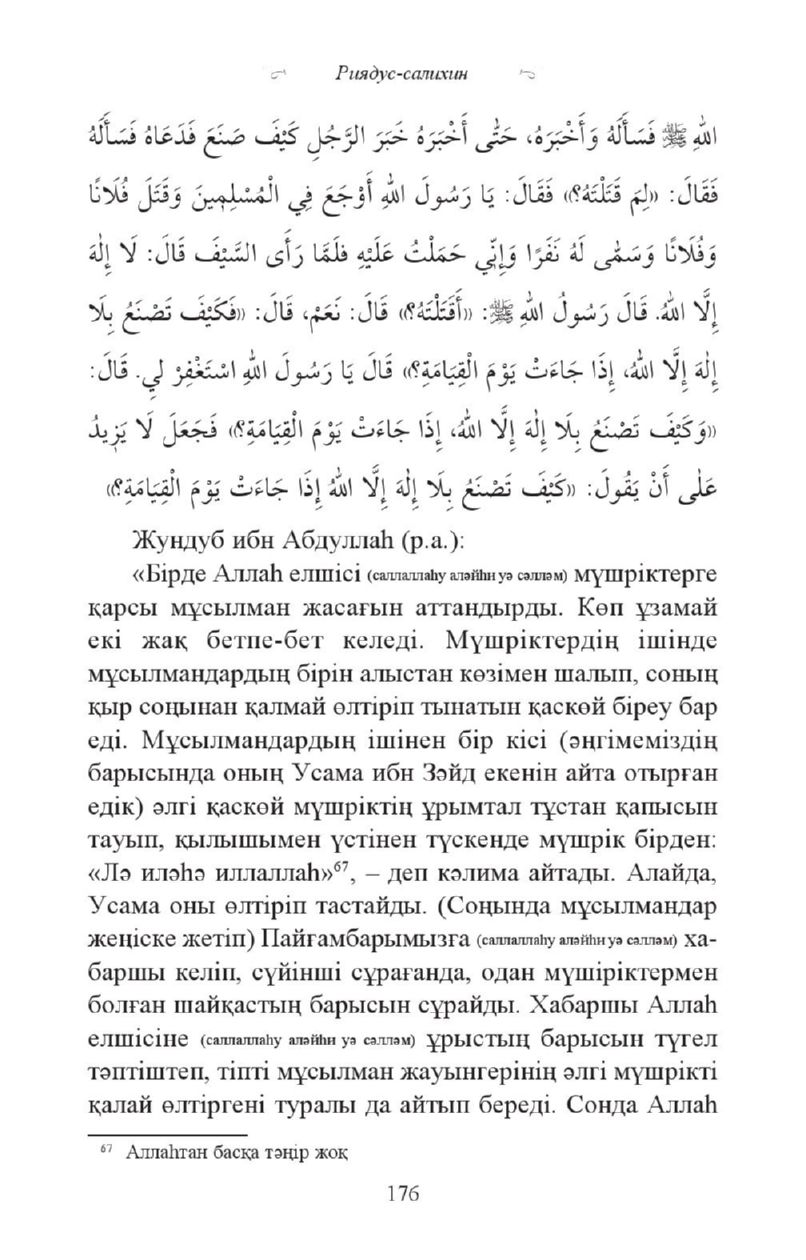 Риядус-салихин
اللهِ ﷺ فَسَأَلَهُ وَأَخْبَرَهُ، حَتَّى أَخْبَرَهُ خَبَرَ الرَّجُلِ كَيْفَ صَنَعَ فَدَعَاهُ فَسَأَلَهُ
فَقَالَ: «لِمَ قَتَلْتَهُ؟» فَقَالَ: يَا رَسُولَ اللهِ أَوْجَعَ فِي الْمُسْلِمِينَ وَقَتَلَ فُلَانًا
وَفُلَانًا وَسَمَّى لَهُ نَفَرًا وَإِنِّي حَمَلْتُ عَلَيْهِ فَلَمَّا رَأَى السَّيْفَ قَالَ: لَا إِلٰهَ
إِلَّا اللهُ. قَالَ رَسُولُ اللهِ ﷺ: «أَقَتَلْتَهُ؟» قَالَ: نَعَمْ، قَالَ: «فَكَيْفَ تَصْنَعُ بِلَا
إِلٰهَ إِلَّا اللهُ، إِذَا جَاءَتْ يَوْمَ الْقِيَامَةِ؟» قَالَ يَا رَسُولَ اللهِ اسْتَغْفِرْ لِي. قَالَ:
«وَكَيْفَ تَصْنَعُ بِلَا إِلٰهَ إِلَّا اللهُ، إِذَا جَاءَتْ يَوْمَ الْقِيَامَةِ؟» فَجَعَلَ لَا يَزِيدُ
عَلٰى أَنْ يَقُولَ: «كَيْفَ تَصْنَعُ بِلَا إِلٰهَ إِلَّا اللهُ إِذَا جَاءَتْ يَوْمَ الْقِيَامَةِ؟»
Жундуб ибн Абдуллаһ (р.а.):
«Бірде Аллаһ елшісі (саллаллаһу аләйһи уә сәлләм) мүшріктерге
қарсы мұсылман жасағын аттандырды. Көп ұзамай
екі жақ бетпе-бет келеді. Мүшріктердің ішінде
мұсылмандардың бірін алыстан көзімен шалып, соның
қыр соңынан қалмай өлтіріп тынатын қаскөй біреу бар
еді. Мұсылмандардың ішінен бір кісі (әңгімеміздің
барысында оның Усама ибн Зәйд екенін айта отырған
едік) әлгі қаскөй мүшріктің ұрымтал тұстан қапысын
тауып, қылышымен үстінен түскенде мүшрік бірден:
«Лә иләһә иллаллаһ»⁶⁷, – деп кәлима айтады. Алайда,
Усама оны өлтіріп тастайды. (Соңында мұсылмандар
жеңіске жетіп) Пайғамбарымызға (саллаллаһу аләйһи уә сәлләм) ха-
баршы келіп, сүйінші сұрағанда, одан мүшіріктермен
болған шайқастың барысын сұрайды. Хабаршы Аллаһ
елшісіне (саллаллаһу аләйһи уә сәлләм) ұрыстың барысын түгел
тәптіштеп, тіпті мұсылман жауынгерінің әлгі мүшрікті
қалай өлтіргені туралы да айтып береді. Сонда Аллаһ
⁶⁷ Аллаһтан басқа тәңір жоқ
176